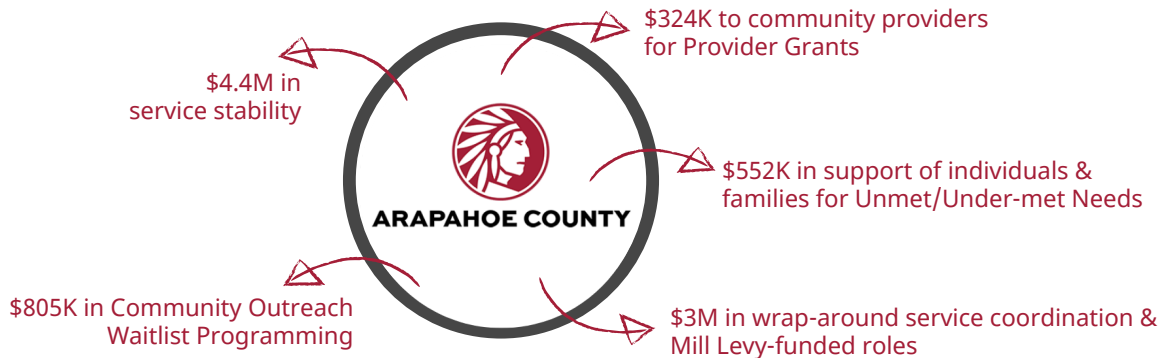 $324K to community providers
for Provider Grants
$4.4M in
service stability
$552K in support of individuals &
families for Unmet/Under-met Needs
ARAPAHOE COUNTY
$805K in Community Outreach
Waitlist Programming
$3M in wrap-around service coordination &
Mill Levy-funded roles